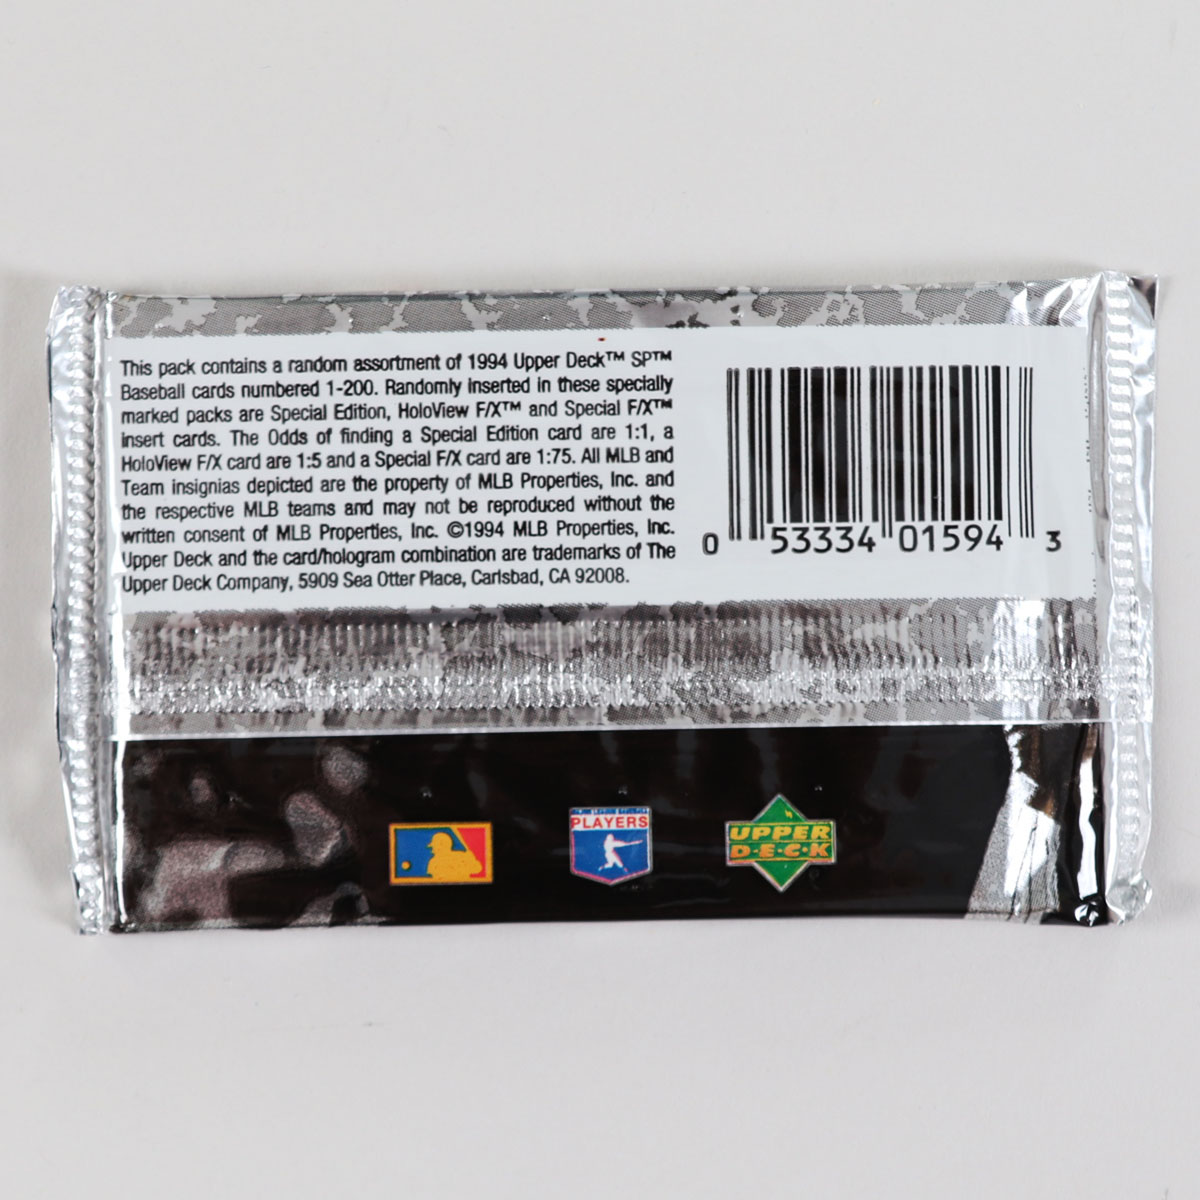 This pack contains a random assortment of 1994 Upper Deck™ SP™
Baseball cards numbered 1-200. Randomly inserted in these specially
marked packs are Special Edition, HoloView F/X™ and Special F/X™
insert cards. The Odds of finding a Special Edition card are 1:1, a
HoloView F/X card are 1:5 and a Special F/X card are 1:75. All MLB and
Team insignias depicted are the property of MLB Properties, Inc. and
the respective MLB teams and may not be reproduced without the
written consent of MLB Properties, Inc. ©1994 MLB Properties, Inc.
Upper Deck and the card/hologram combination are trademarks of The
Upper Deck Company, 5909 Sea Otter Place, Carlsbad, CA 92008.
0 53334 01594 3
MAJOR LEAGUE BASEBALL
PLAYERS
UPPER
D·E·C·K